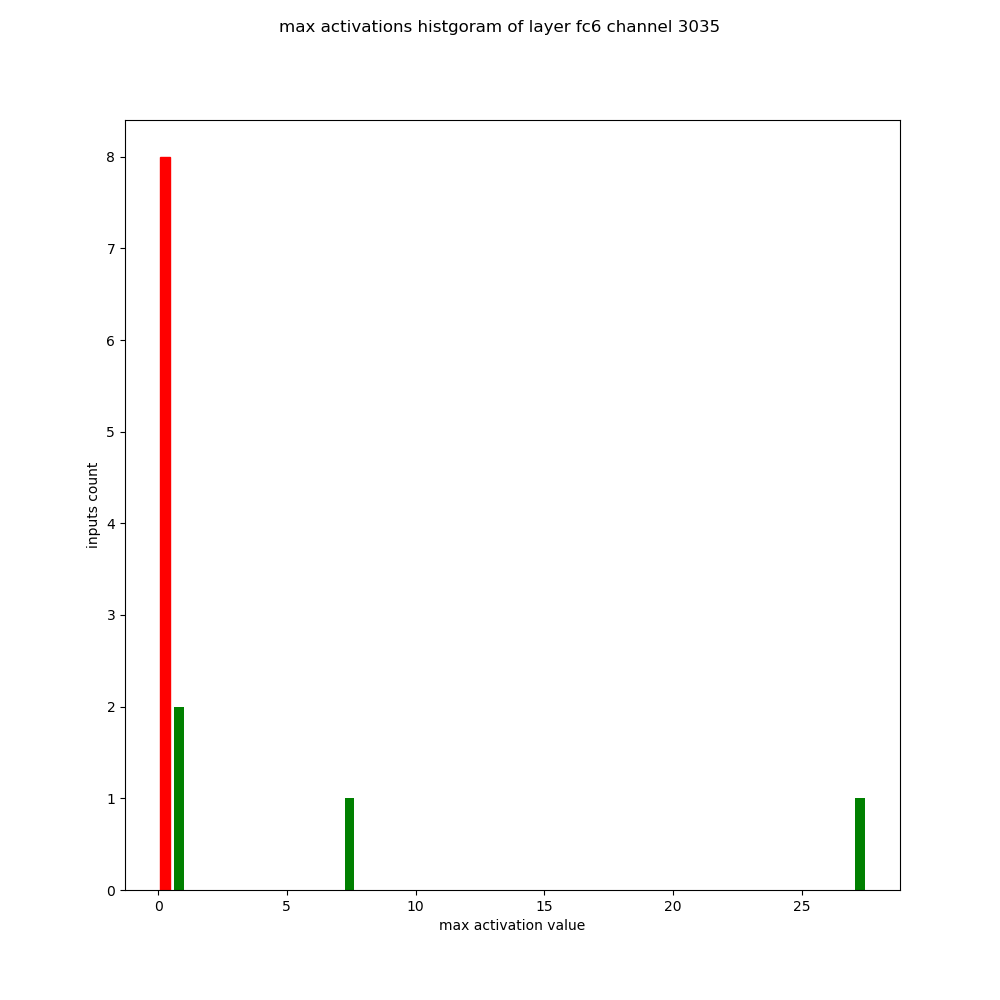 max activations histgoram of layer fc6 channel 3035
8
7
6
5
4
3
2
1
0
inputs count
0 5 10 15 20 25
max activation value